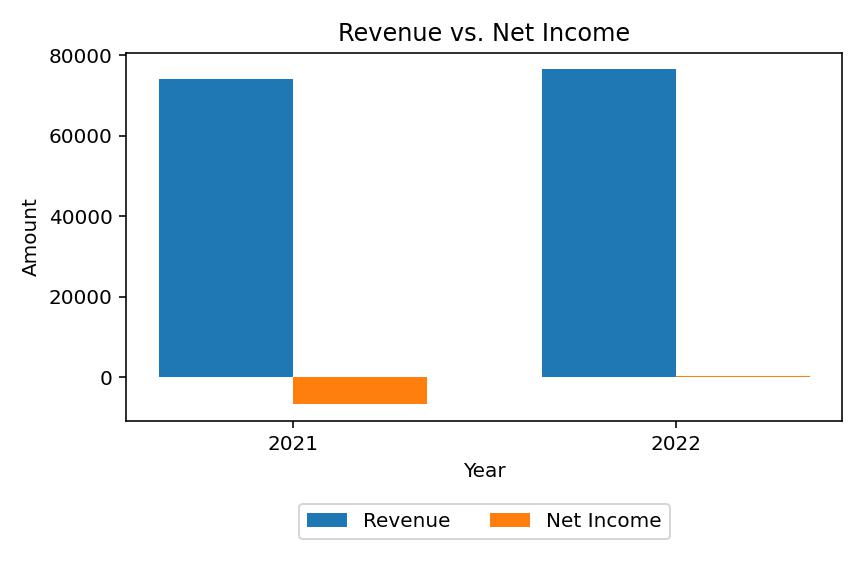 Revenue vs. Net Income
80000
60000
40000
20000
0
Amount
2021 2022
Year
Revenue Net Income